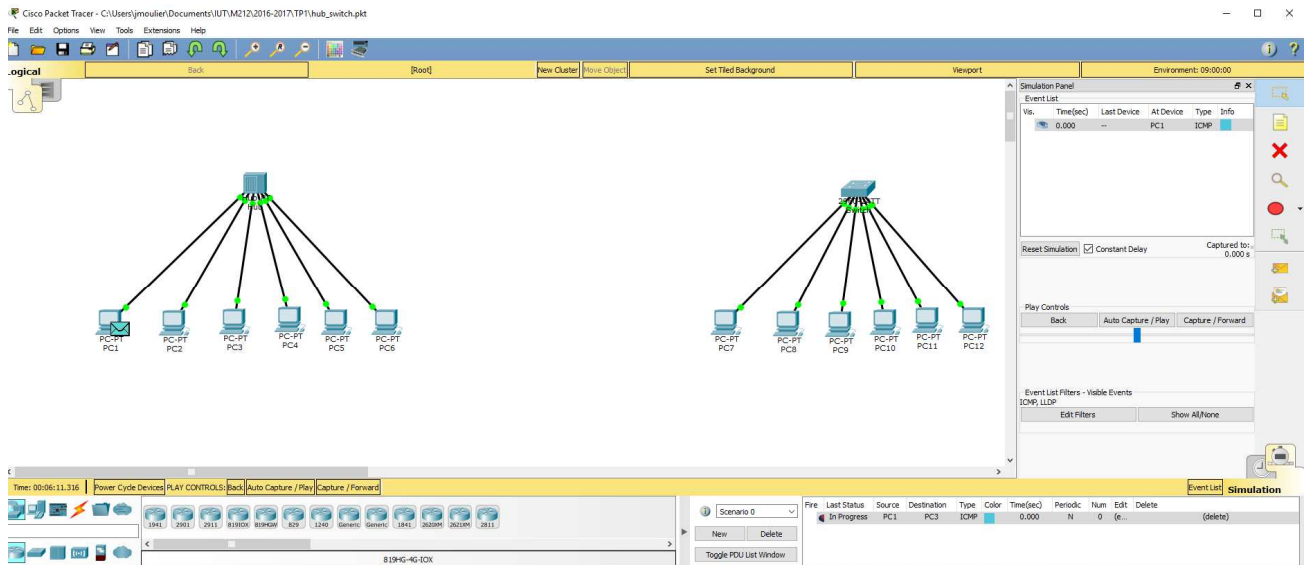 Cisco Packet Tracer - C:\Users\jmoulier\Documents\IUT\M212\2016-2017\TP1\hub_switch.pkt
File Edit Options View Tools Extensions Help
Logical Back [Root] New Cluster Move Object Set Tiled Background Viewport Environment: 09:00:00
Simulation Panel
Event List
Vis. Time(sec) Last Device At Device Type Info
0.000 -- PC1 ICMP
Hub
Switch
Reset Simulation Constant Delay Captured to:
0.000 s
Play Controls
Back Auto Capture / Play Capture / Forward
PC-PT PC-PT PC-PT PC-PT PC-PT PC-PT
PC1 PC2 PC3 PC4 PC5 PC6
PC-PT PC-PT PC-PT PC-PT PC-PT PC-PT
PC7 PC8 PC9 PC10 PC11 PC12
Event List Filters - Visible Events
ICMP, LLDP
Edit Filters Show All/None
Time: 00:06:11.316 Power Cycle Devices PLAY CONTROLS: Back Auto Capture / Play Capture / Forward Event List Simulation
1941 2901 2911 819IOX 819HGW 829 1240 Generic Generic 1841 2620XM 2621XM 2811
819HG-4G-IOX
Scenario 0
New Delete
Toggle PDU List Window
Fire Last Status Source Destination Type Color Time(sec) Periodic Num Edit Delete
In Progress PC1 PC3 ICMP 0.000 N 0 (e... (delete)